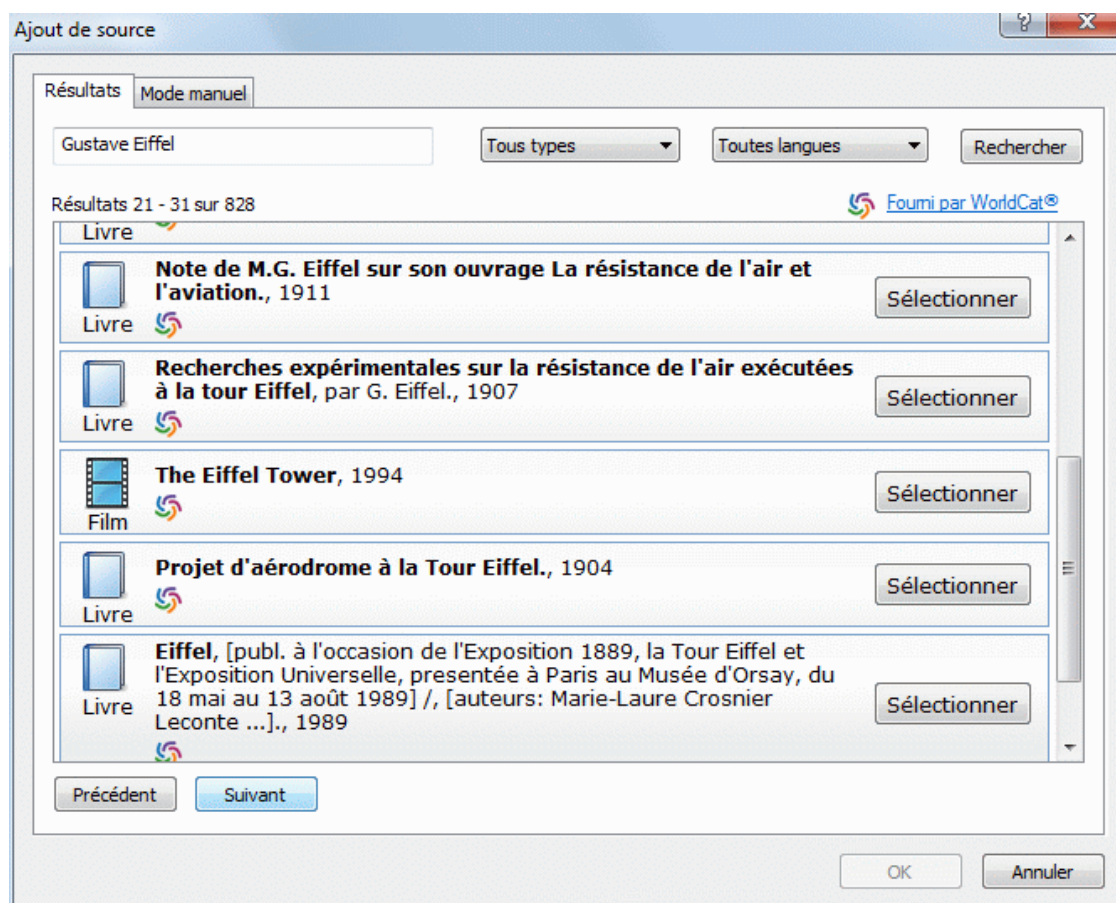 Ajout de source
Résultats
Mode manuel
Gustave Eiffel
Tous types
Toutes langues
Rechercher
Résultats 21 - 31 sur 828
Fourni par WorldCat®
Livre
Note de M.G. Eiffel sur son ouvrage La résistance de l'air et
l'aviation., 1911
Livre
Sélectionner
Recherches expérimentales sur la résistance de l'air exécutées
à la tour Eiffel, par G. Eiffel., 1907
Livre
Sélectionner
The Eiffel Tower, 1994
Film
Sélectionner
Projet d'aérodrome à la Tour Eiffel., 1904
Livre
Sélectionner
Eiffel, [publ. à l'occasion de l'Exposition 1889, la Tour Eiffel et
l'Exposition Universelle, presentée à Paris au Musée d'Orsay, du
18 mai au 13 août 1989] /, [auteurs: Marie-Laure Crosnier
Leconte ...]., 1989
Livre
Sélectionner
Précédent
Suivant
OK
Annuler